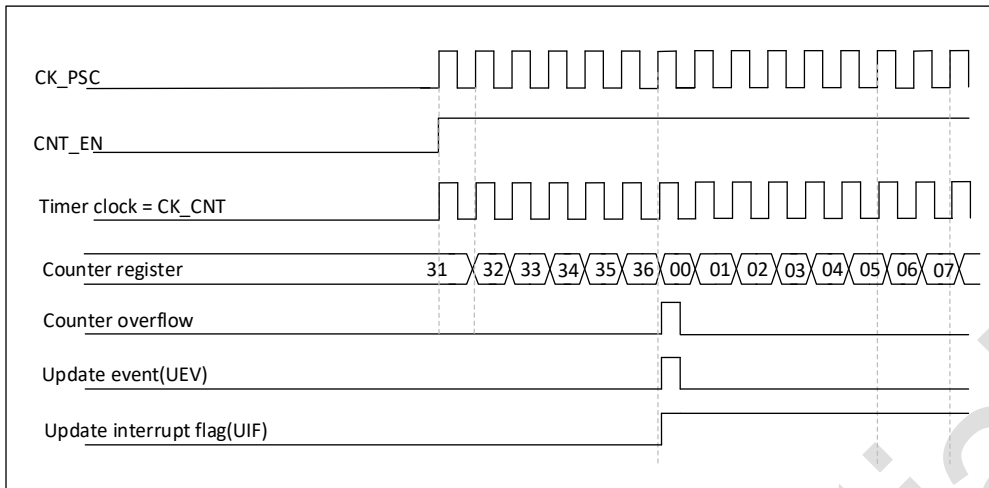 CK_PSC
CNT_EN
Timer clock = CK_CNT
Counter register 31 32 33 34 35 36 00 01 02 03 04 05 06 07
Counter overflow
Update event(UEV)
Update interrupt flag(UIF)